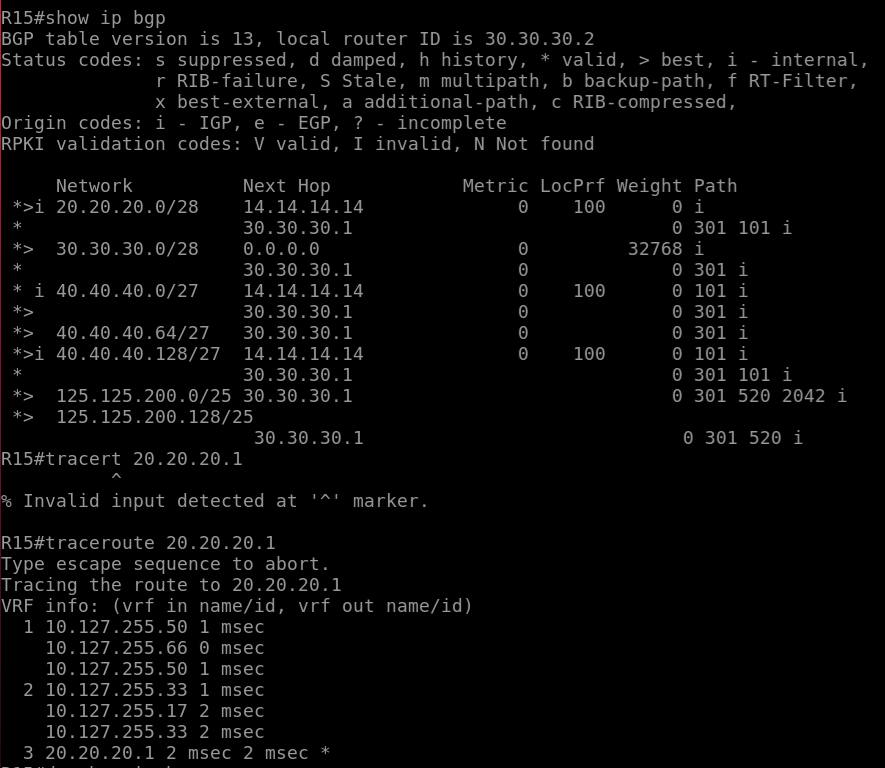 R15#show ip bgp
BGP table version is 13, local router ID is 30.30.30.2
Status codes: s suppressed, d damped, h history, * valid, > best, i - internal,
              r RIB-failure, S Stale, m multipath, b backup-path, f RT-Filter,
              x best-external, a additional-path, c RIB-compressed,
Origin codes: i - IGP, e - EGP, ? - incomplete
RPKI validation codes: V valid, I invalid, N Not found

     Network          Next Hop            Metric LocPrf Weight Path
 *>i 20.20.20.0/28    14.14.14.14              0    100      0 i
 *                    30.30.30.1                             0 301 101 i
 *>  30.30.30.0/28    0.0.0.0                  0         32768 i
 *                    30.30.30.1               0             0 301 i
 * i 40.40.40.0/27    14.14.14.14              0    100      0 101 i
 *>                   30.30.30.1               0             0 301 i
 *>  40.40.40.64/27   30.30.30.1               0             0 301 i
 *>i 40.40.40.128/27  14.14.14.14              0    100      0 101 i
 *                    30.30.30.1                             0 301 101 i
 *>  125.125.200.0/25 30.30.30.1                             0 301 520 2042 i
 *>  125.125.200.128/25
                       30.30.30.1                             0 301 520 i
R15#tracert 20.20.20.1
          ^
% Invalid input detected at '^' marker.

R15#traceroute 20.20.20.1
Type escape sequence to abort.
Tracing the route to 20.20.20.1
VRF info: (vrf in name/id, vrf out name/id)
  1 10.127.255.50 1 msec
    10.127.255.66 0 msec
    10.127.255.50 1 msec
  2 10.127.255.33 1 msec
    10.127.255.17 2 msec
    10.127.255.33 2 msec
  3 20.20.20.1 2 msec 2 msec *